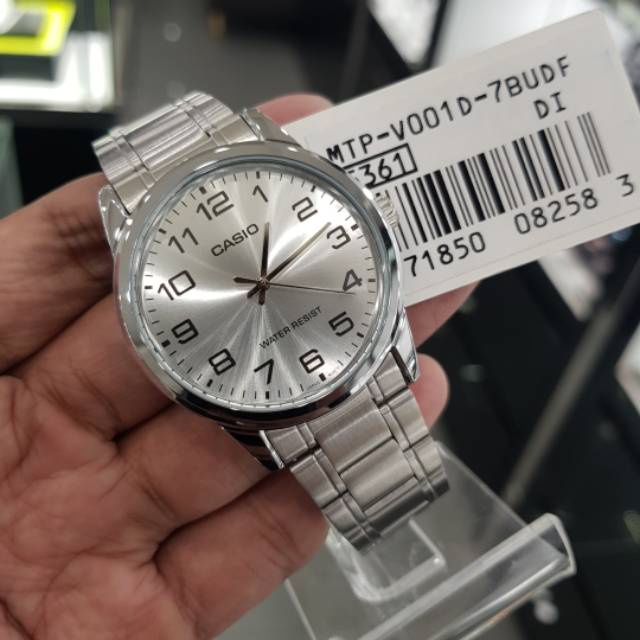 MTP-V001D-7BUDF
DI
361
71850 08258 3
12 1 2 3 4 5 6 7 8 9 10 11
CASIO
WATER RESIST